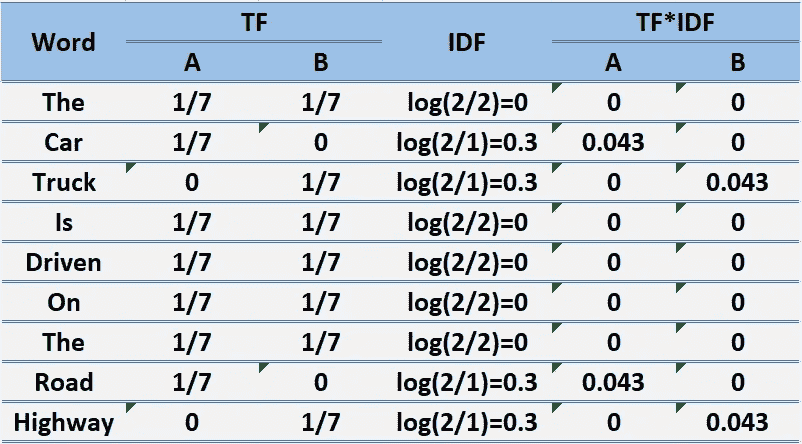 Word TF IDF TF*IDF
A B A B
The 1/7 1/7 log(2/2)=0 0 0
Car 1/7 0 log(2/1)=0.3 0.043 0
Truck 0 1/7 log(2/1)=0.3 0 0.043
Is 1/7 1/7 log(2/2)=0 0 0
Driven 1/7 1/7 log(2/2)=0 0 0
On 1/7 1/7 log(2/2)=0 0 0
The 1/7 1/7 log(2/2)=0 0 0
Road 1/7 0 log(2/1)=0.3 0.043 0
Highway 0 1/7 log(2/1)=0.3 0 0.043